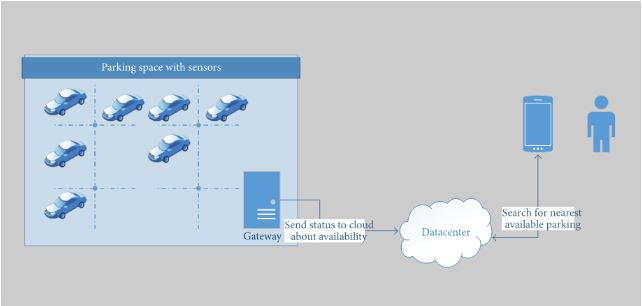 Parking space with sensors
Gateway
Send status to cloud
about availability
Datacenter
Search for nearest
available parking